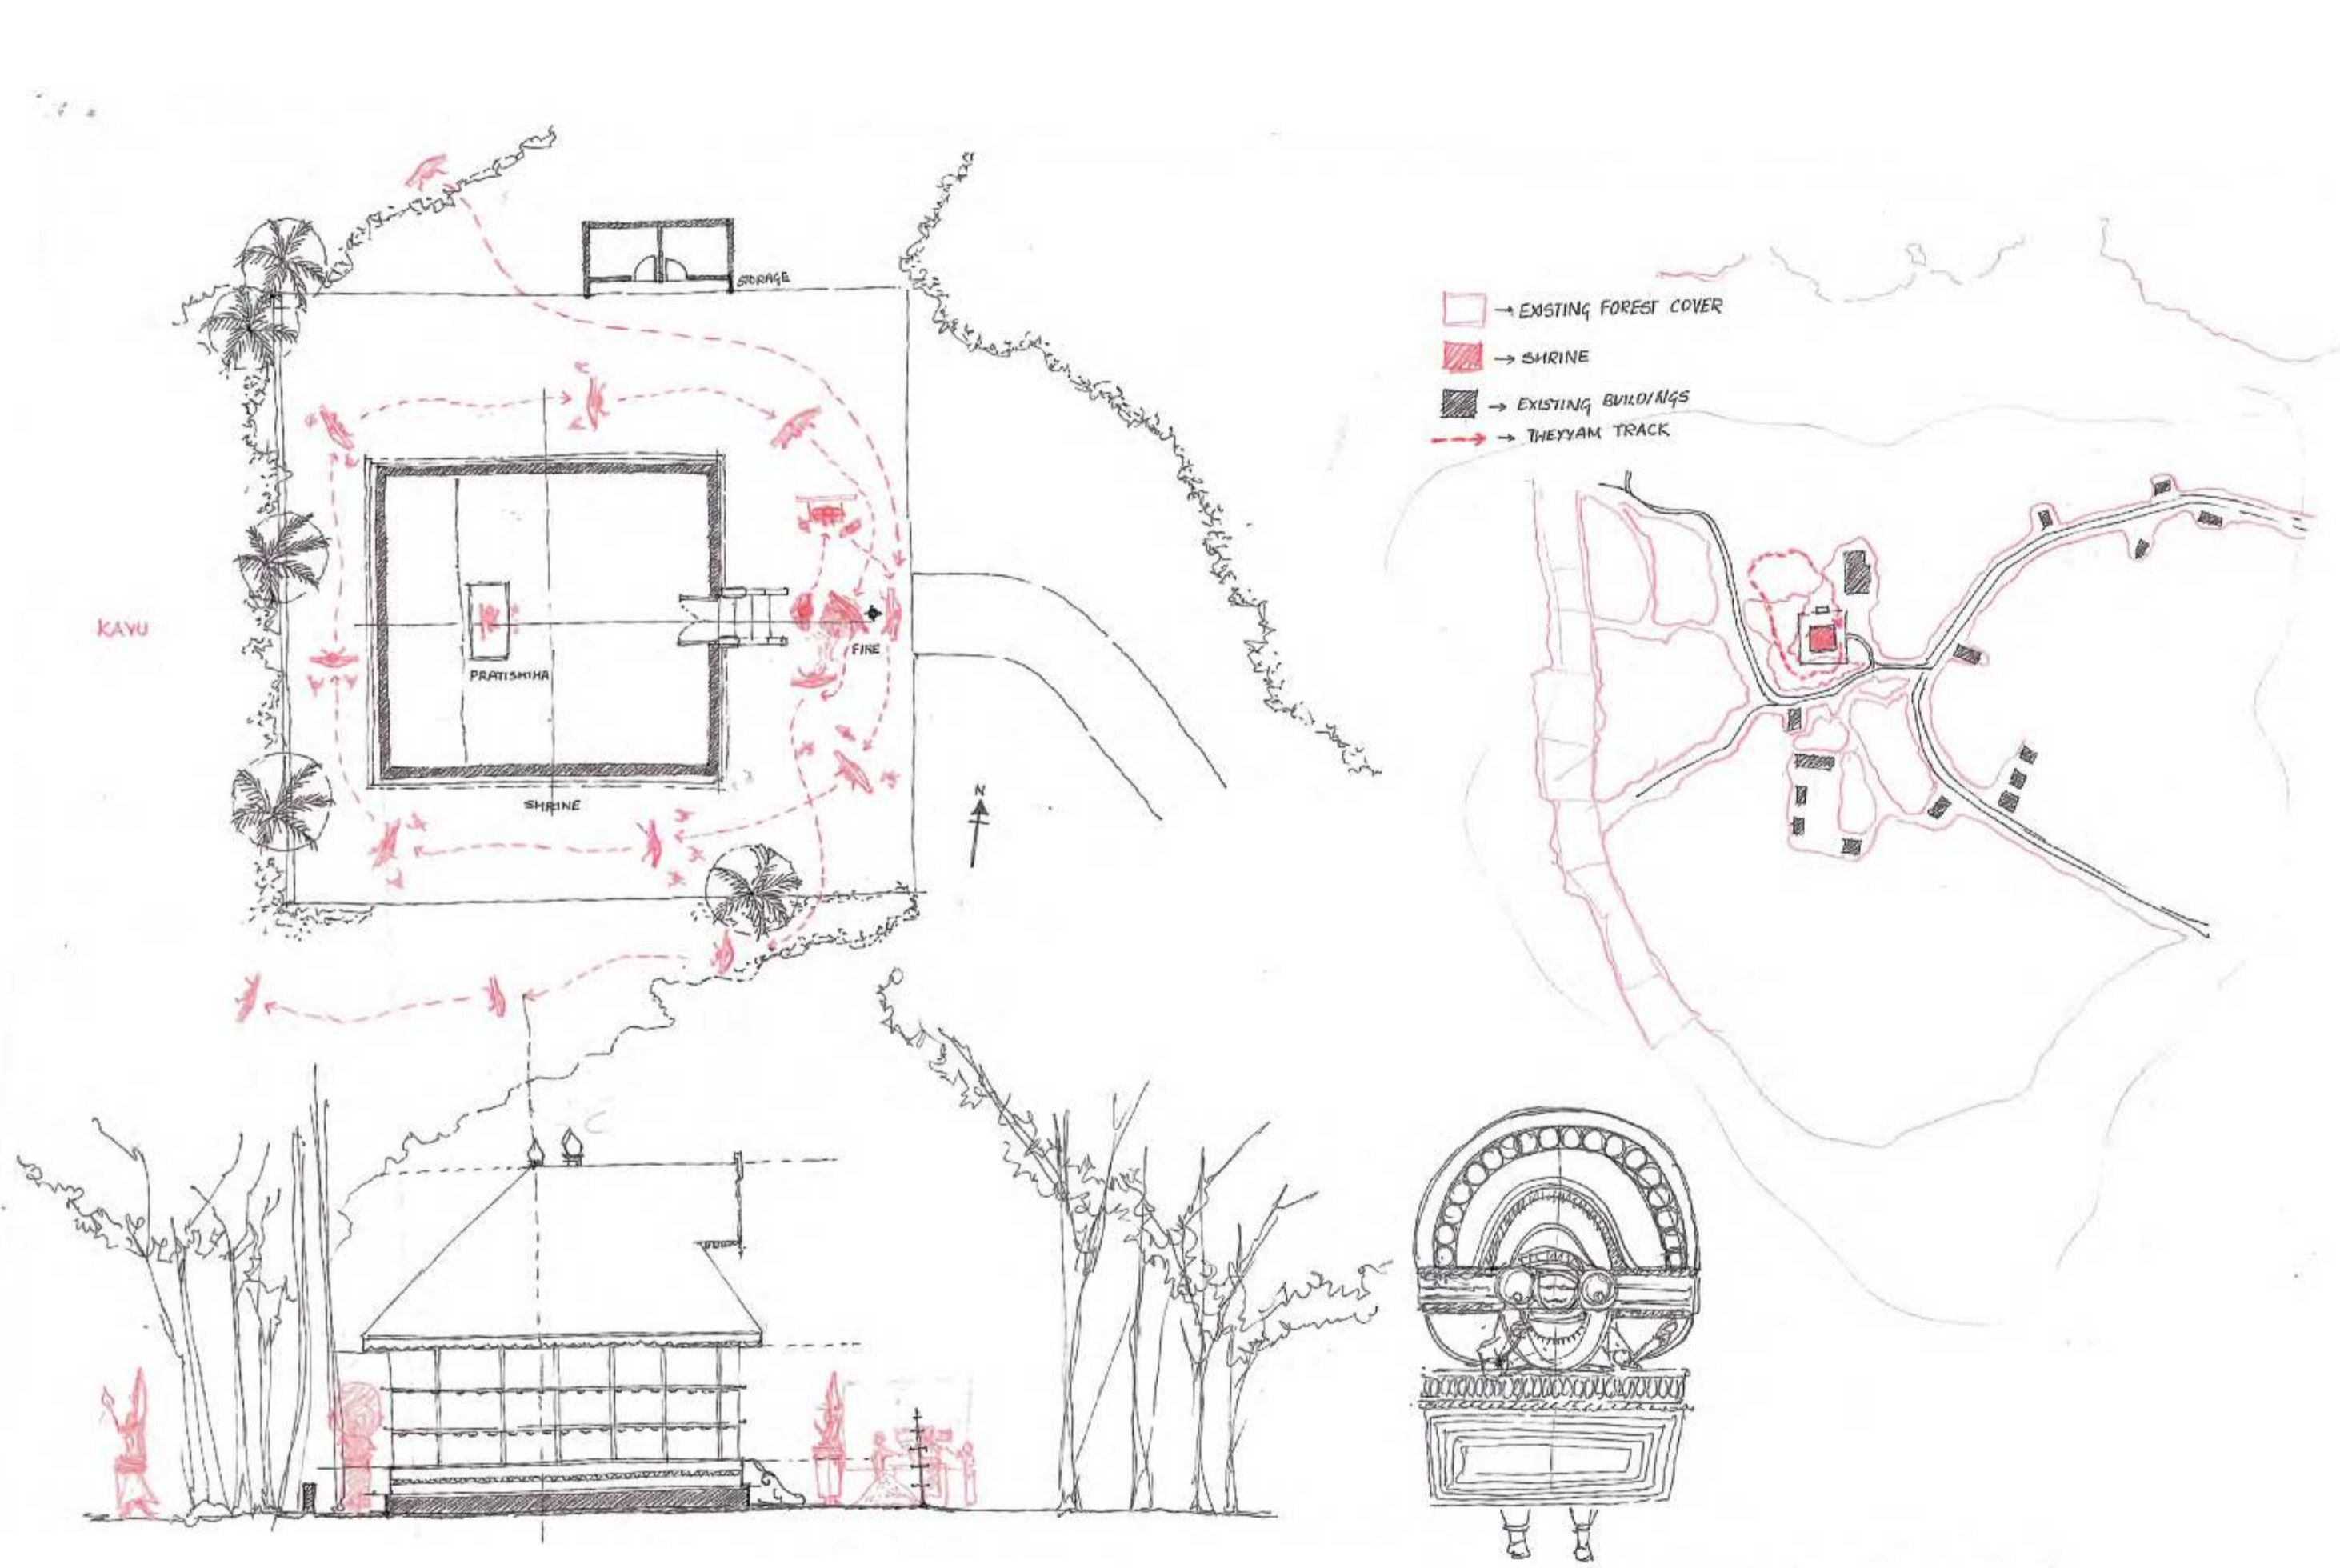 STORAGE
KAVU
FIRE
PRATISHTHA
SHRINE
N
→ EXISTING FOREST COVER
→ SHRINE
→ EXISTING BUILDINGS
→ THEYYAM TRACK